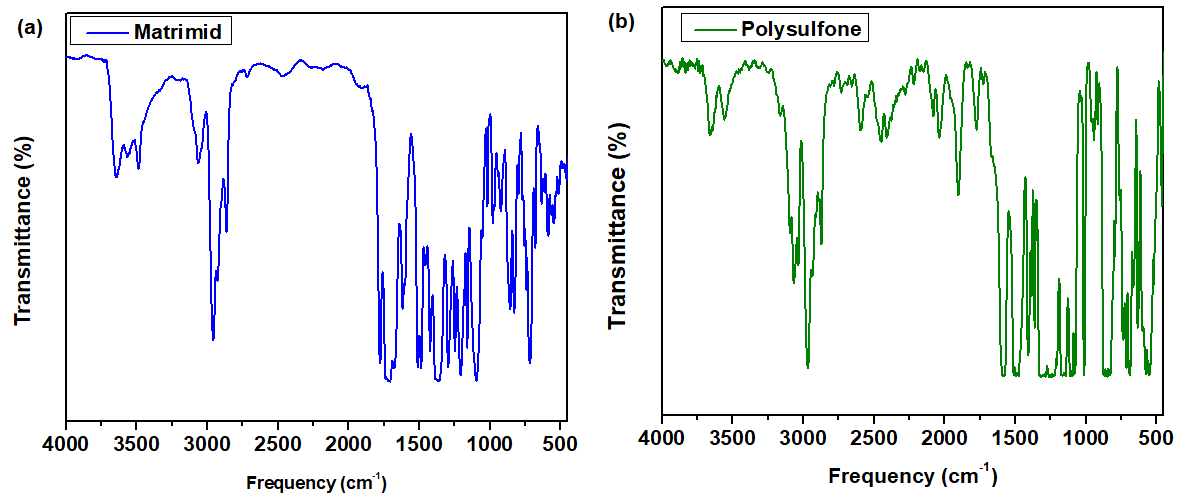 (a)
Matrimid
Transmittance (%)
4000 3500 3000 2500 2000 1500 1000 500
Frequency (cm-1)
(b)
Polysulfone
Transmittance (%)
4000 3500 3000 2500 2000 1500 1000 500
Frequency (cm-1)